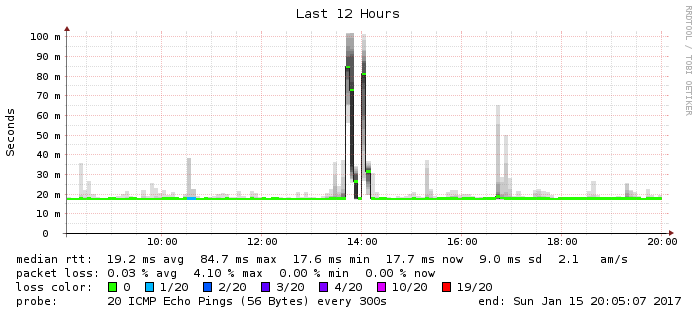 Last 12 Hours
RRDTOOL / TOBI OETIKER
Seconds
100 m
90 m
80 m
70 m
60 m
50 m
40 m
30 m
20 m
10 m
0
10:00 12:00 14:00 16:00 18:00 20:00
median rtt: 19.2 ms avg 84.7 ms max 17.6 ms min 17.7 ms now 9.0 ms sd 2.1 am/s
packet loss: 0.03 % avg 4.10 % max 0.00 % min 0.00 % now
loss color: 0 1/20 2/20 3/20 4/20 10/20 19/20
probe: 20 ICMP Echo Pings (56 Bytes) every 300s end: Sun Jan 15 20:05:07 2017